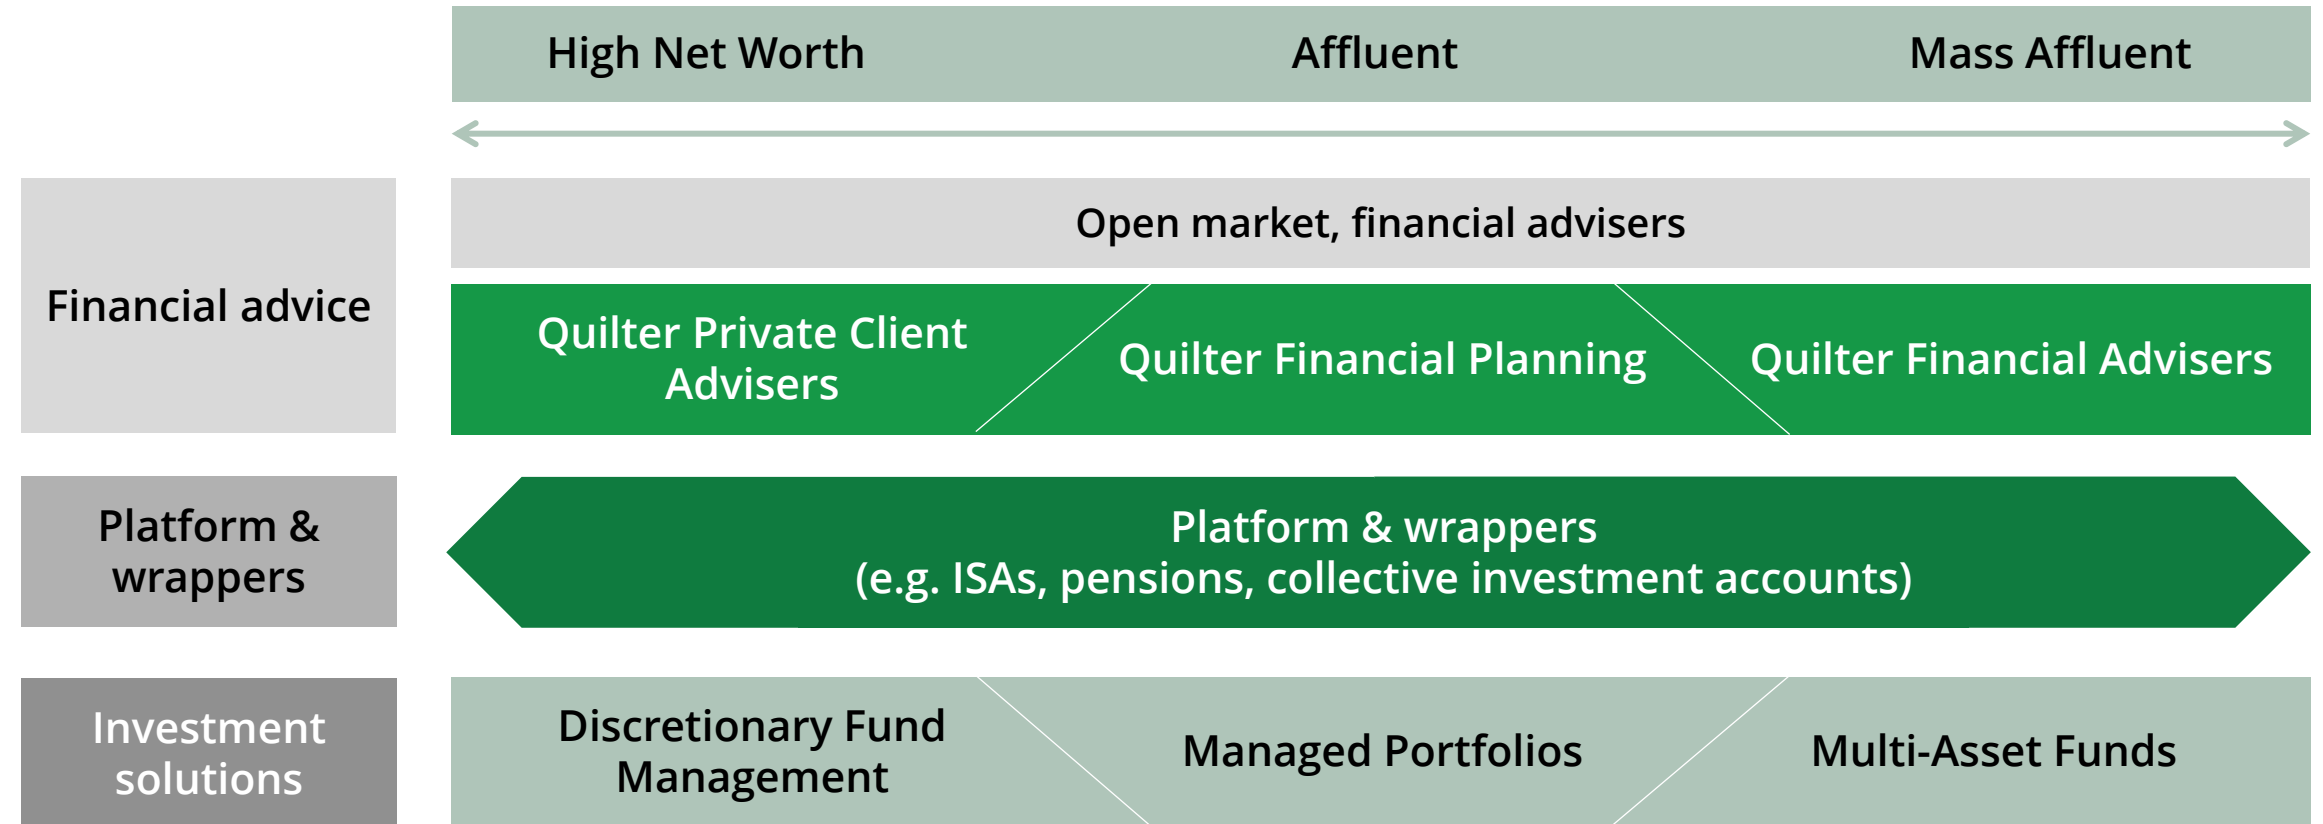 High Net Worth
Affluent
Mass Affluent
Financial advice
Open market, financial advisers
Quilter Private Client
Advisers
Quilter Financial Planning
Quilter Financial Advisers
Platform &
wrappers
Platform & wrappers
(e.g. ISAs, pensions, collective investment accounts)
Investment
solutions
Discretionary Fund
Management
Managed Portfolios
Multi-Asset Funds